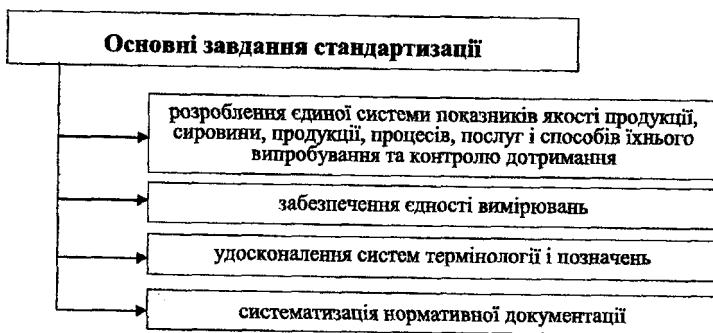 Основні завдання стандартизації
розроблення єдиної системи показників якості продукції,
сировини, продукції, процесів, послуг і способів їхнього
випробування та контролю дотримання
забезпечення єдності вимірювань
удосконалення систем термінології і позначень
систематизація нормативної документації